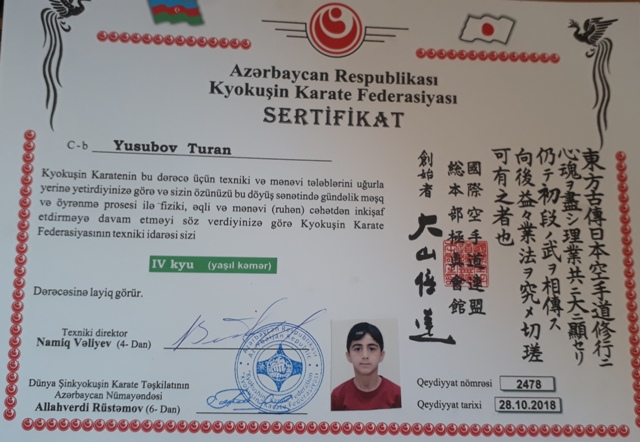 Azərbaycan Respublikası
Kyokuşin Karate Federasiyası
SERTİFİKAT
C-b Yusubov Turan
Kyokuşin Karatenin bu dərəcə üçün texniki və mənəvi tələblərini uğurla
yerinə yetirdiyinizə görə və sizin özünüzü bu döyüş sənətində gündəlik məşq
və öyrənmə prosesi ilə fiziki, əqli və mənəvi (ruhen) cəhətdən inkişaf
etdirməyə davam etməyi söz verdiyinizə görə Kyokuşin Karate
Federasiyasının texniki idarəsi sizi
IV kyu (yaşıl kəmər)
Dərəcəsinə layiq görür.
Texniki direktor
Namiq Vəliyev (4- Dan)
Dünya Şinkyokuşin Karate Təşkilatının
Azərbaycan Nümayəndəsi
Allahverdi Rüstəmov (6- Dan)
東方古傳日本空手道修行ニ
心魂ヲ盡シ理業共ニ大ニ顯セリ
仍テ初段ノ武ヲ相傳ス
向後益々業法ヲ究メ切瑳
可有之者也
國際空手道連盟
総本部極真會館
創始者 大山倍達
Qeydiyyat nömrəsi 2478
Qeydiyyat tarixi 28.10.2018